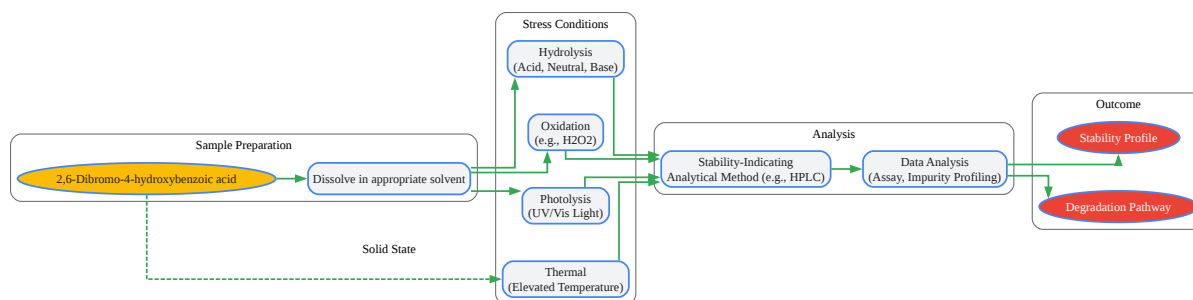 Sample Preparation
2,6-Dibromo-4-hydroxybenzoic acid
Dissolve in appropriate solvent
Solid State
Stress Conditions
Hydrolysis
(Acid, Neutral, Base)
Oxidation
(e.g., H2O2)
Photolysis
(UV/Vis Light)
Thermal
(Elevated Temperature)
Analysis
Stability-Indicating
Analytical Method (e.g., HPLC)
Data Analysis
(Assay, Impurity Profiling)
Outcome
Stability Profile
Degradation Pathway